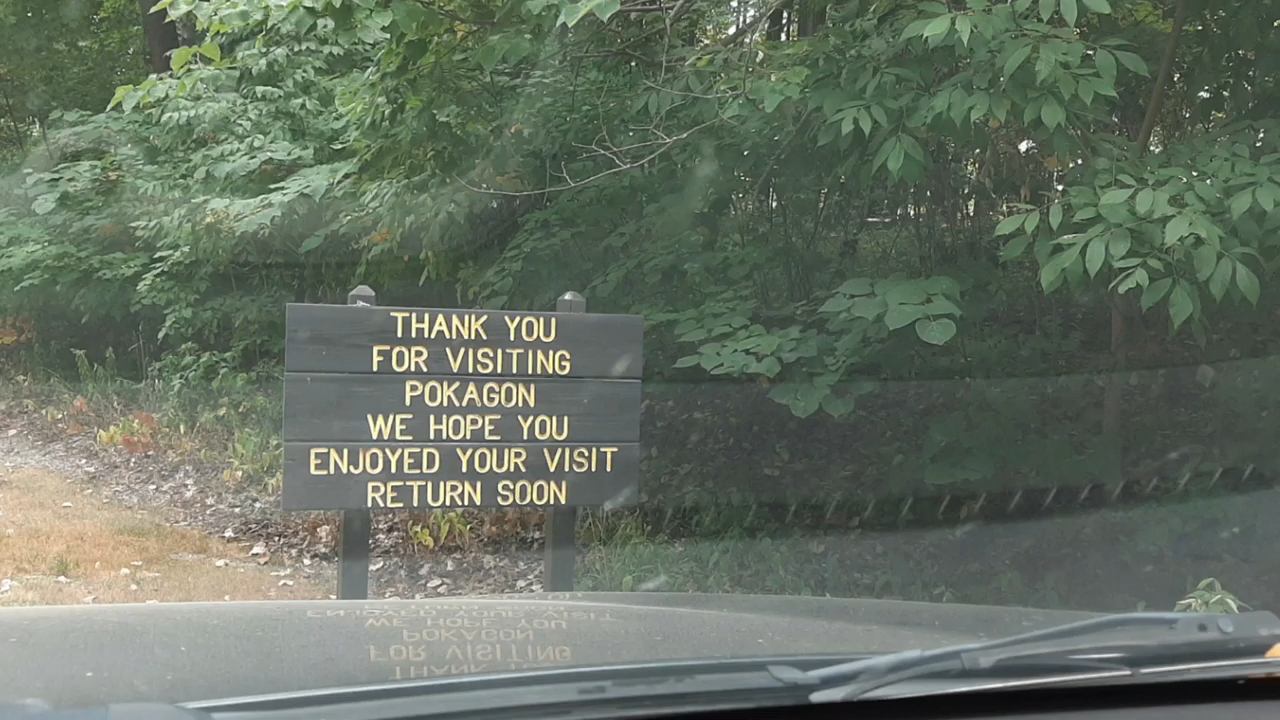 THANK YOU
FOR VISITING
POKAGON
WE HOPE YOU
ENJOYED YOUR VISIT
RETURN SOON